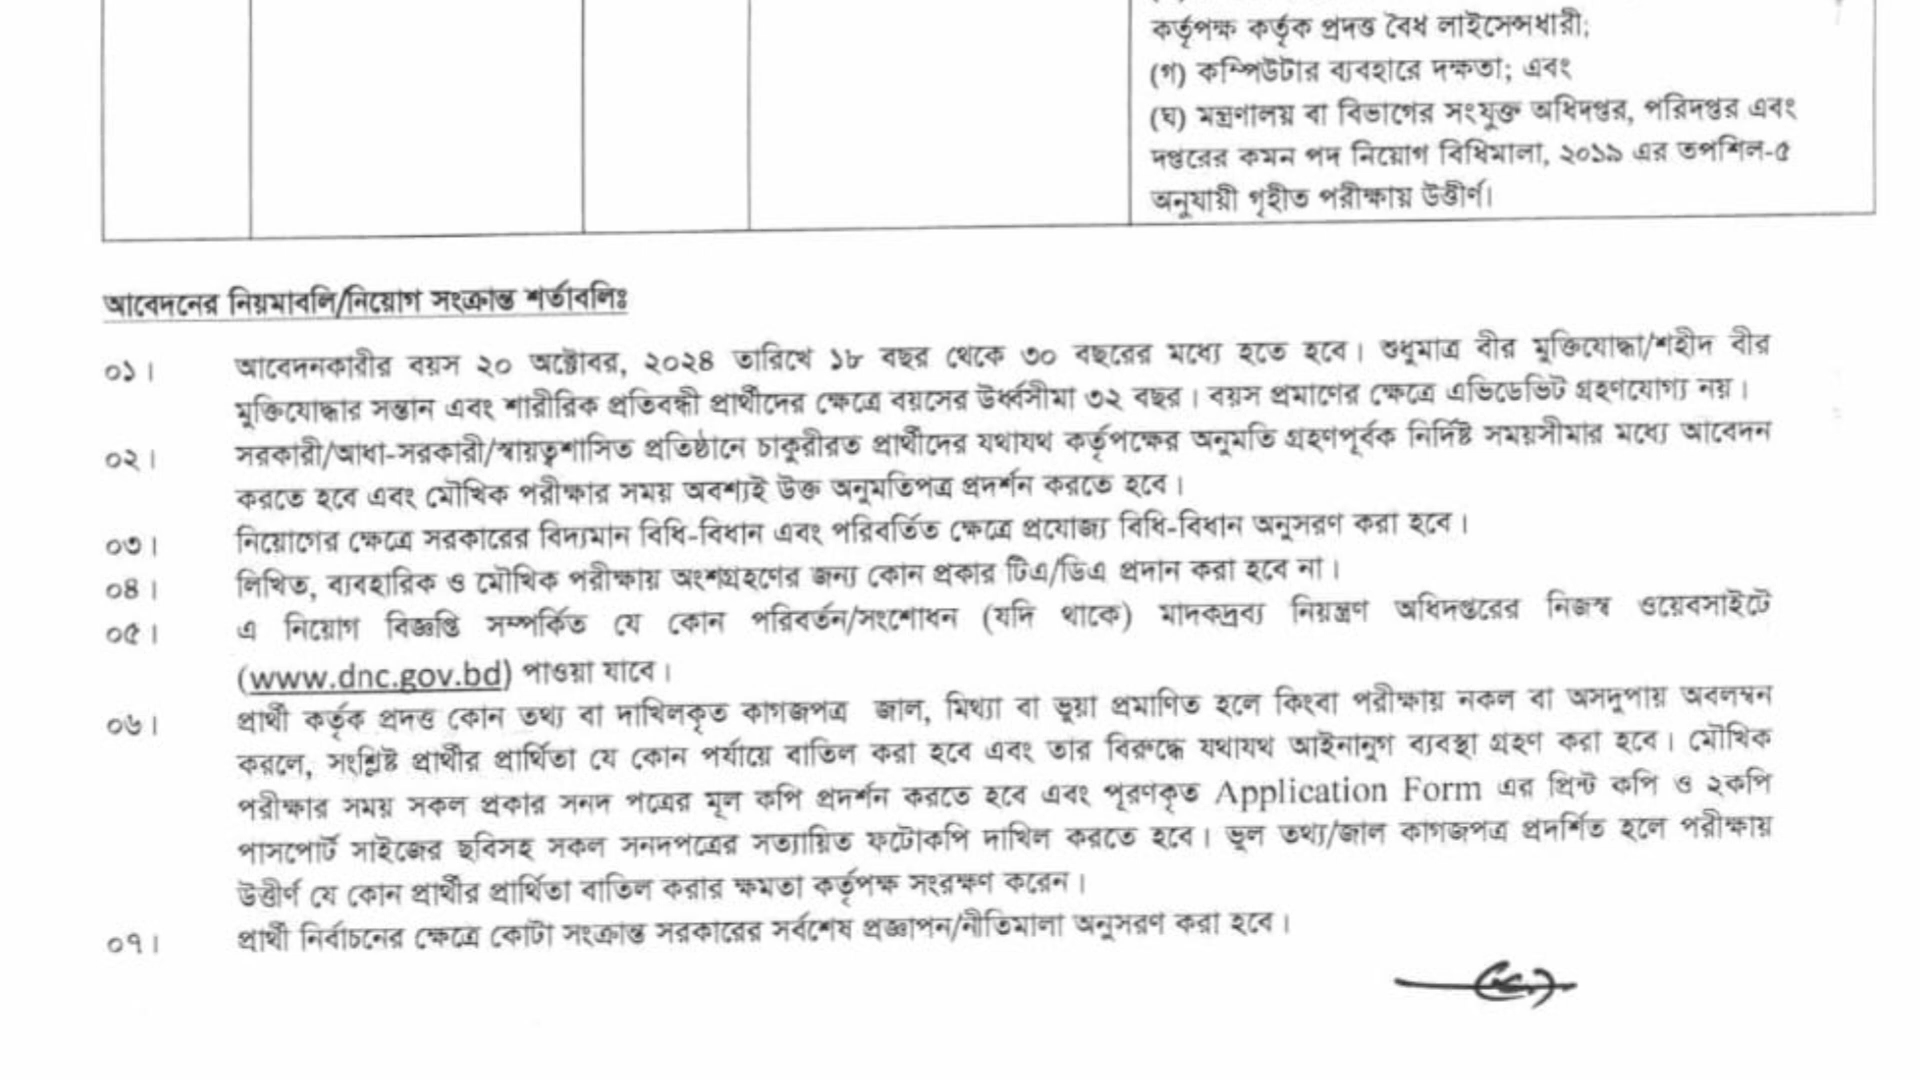 কর্তৃপক্ষ কর্তৃক প্রদত্ত বৈধ লাইসেন্সধারী;
(গ) কম্পিউটার ব্যবহারে দক্ষতা; এবং
(ঘ) মন্ত্রণালয় বা বিভাগের সংযুক্ত অধিদপ্তর, পরিদপ্তর এবং
দপ্তরের কমন পদ নিয়োগ বিধিমালা, ২০১৯ এর তপশিল-৫
অনুযায়ী গৃহীত পরীক্ষায় উত্তীর্ণ।
আবেদনের নিয়মাবলি/নিয়োগ সংক্রান্ত শর্তাবলিঃ
০১। আবেদনকারীর বয়স ২০ অক্টোবর, ২০২৪ তারিখে ১৮ বছর থেকে ৩০ বছরের মধ্যে হতে হবে। শুধুমাত্র বীর মুক্তিযোদ্ধা/শহীদ বীর
মুক্তিযোদ্ধার সন্তান এবং শারীরিক প্রতিবন্ধী প্রার্থীদের ক্ষেত্রে বয়সের উর্ধ্বসীমা ৩২ বছর। বয়স প্রমাণের ক্ষেত্রে এভিডেভিট গ্রহণযোগ্য নয়।
০২। সরকারী/আধা-সরকারী/স্বায়ত্বশাসিত প্রতিষ্ঠানে চাকুরীরত প্রার্থীদের যথাযথ কর্তৃপক্ষের অনুমতি গ্রহণপূর্বক নির্দিষ্ট সময়সীমার মধ্যে আবেদন
করতে হবে এবং মৌখিক পরীক্ষার সময় অবশ্যই উক্ত অনুমতিপত্র প্রদর্শন করতে হবে।
০৩। নিয়োগের ক্ষেত্রে সরকারের বিদ্যমান বিধি-বিধান এবং পরিবর্তিত ক্ষেত্রে প্রযোজ্য বিধি-বিধান অনুসরণ করা হবে।
০৪। লিখিত, ব্যবহারিক ও মৌখিক পরীক্ষায় অংশগ্রহণের জন্য কোন প্রকার টিএ/ডিএ প্রদান করা হবে না।
০৫। এ নিয়োগ বিজ্ঞপ্তি সম্পর্কিত যে কোন পরিবর্তন/সংশোধন (যদি থাকে) মাদকদ্রব্য নিয়ন্ত্রণ অধিদপ্তরের নিজস্ব ওয়েবসাইটে
(www.dnc.gov.bd) পাওয়া যাবে।
০৬। প্রার্থী কর্তৃক প্রদত্ত কোন তথ্য বা দাখিলকৃত কাগজপত্র জাল, মিথ্যা বা ভুয়া প্রমাণিত হলে কিংবা পরীক্ষায় নকল বা অসদুপায় অবলম্বন
করলে, সংশ্লিষ্ট প্রার্থীর প্রার্থিতা যে কোন পর্যায়ে বাতিল করা হবে এবং তার বিরুদ্ধে যথাযথ আইনানুগ ব্যবস্থা গ্রহণ করা হবে। মৌখিক
পরীক্ষার সময় সকল প্রকার সনদ পত্রের মূল কপি প্রদর্শন করতে হবে এবং পূরণকৃত Application Form এর প্রিন্ট কপি ও ২কপি
পাসপোর্ট সাইজের ছবিসহ সকল সনদপত্রের সত্যায়িত ফটোকপি দাখিল করতে হবে। ভুল তথ্য/জাল কাগজপত্র প্রদর্শিত হলে পরীক্ষায়
উত্তীর্ণ যে কোন প্রার্থীর প্রার্থিতা বাতিল করার ক্ষমতা কর্তৃপক্ষ সংরক্ষণ করেন।
০৭। প্রার্থী নির্বাচনের ক্ষেত্রে কোটা সংক্রান্ত সরকারের সর্বশেষ প্রজ্ঞাপন/নীতিমালা অনুসরণ করা হবে।